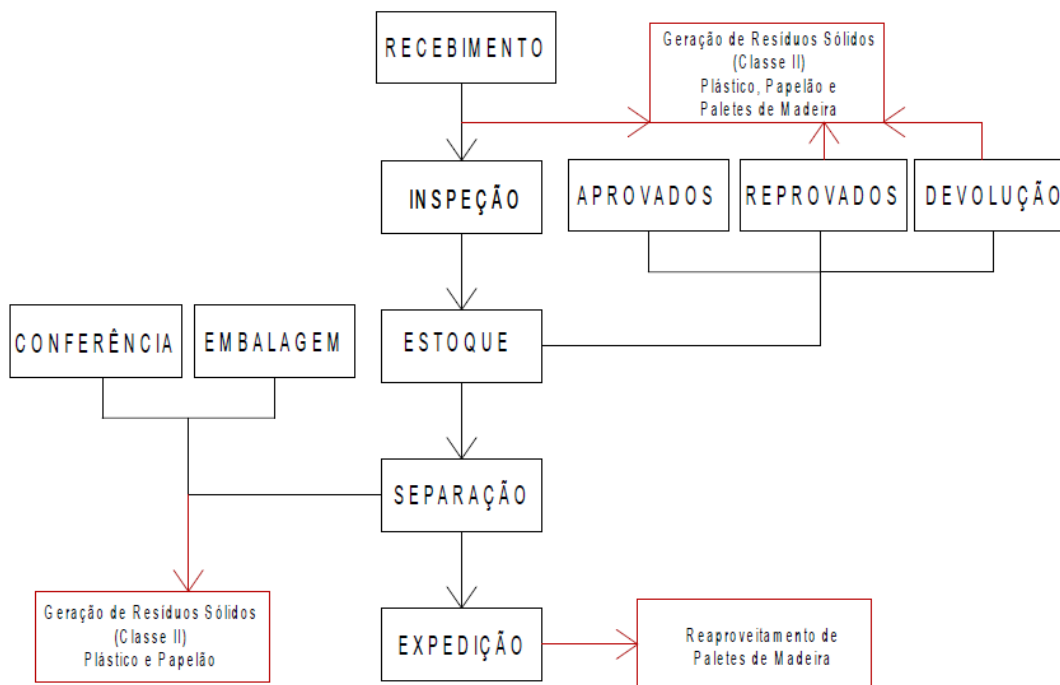 RECEBIMENTO
Geração de Resíduos Sólidos
(Classe II)
Plástico, Papelão e
Paletes de Madeira
INSPEÇÃO
APROVADOS
REPROVADOS
DEVOLUÇÃO
CONFERÊNCIA
EMBALAGEM
ESTOQUE
SEPARAÇÃO
Geração de Resíduos Sólidos
(Classe II)
Plástico e Papelão
EXPEDIÇÃO
Reaproveitamento de
Paletes de Madeira